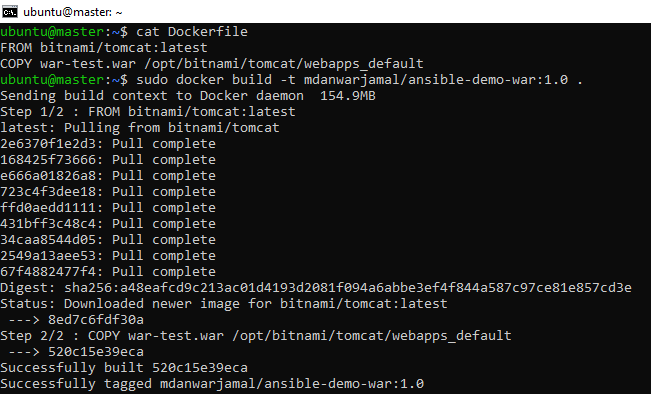 ubuntu@master: ~
ubuntu@master:~$ cat Dockerfile
FROM bitnami/tomcat:latest
COPY war-test.war /opt/bitnami/tomcat/webapps_default
ubuntu@master:~$ sudo docker build -t mdanwarjamal/ansible-demo-war:1.0 .
Sending build context to Docker daemon  154.9MB
Step 1/2 : FROM bitnami/tomcat:latest
latest: Pulling from bitnami/tomcat
2e6370f1e2d3: Pull complete
168425f73666: Pull complete
e666a01826a8: Pull complete
723c4f3dee18: Pull complete
ffd0aedd1111: Pull complete
431bff3c48c4: Pull complete
34caa8544d05: Pull complete
2549a13aee53: Pull complete
67f4882477f4: Pull complete
Digest: sha256:a48eafcd9c213ac01d4193d2081f094a6abbe3ef4f844a587c97ce81e857cd3e
Status: Downloaded newer image for bitnami/tomcat:latest
 ---> 8ed7c6fdf30a
Step 2/2 : COPY war-test.war /opt/bitnami/tomcat/webapps_default
 ---> 520c15e39eca
Successfully built 520c15e39eca
Successfully tagged mdanwarjamal/ansible-demo-war:1.0